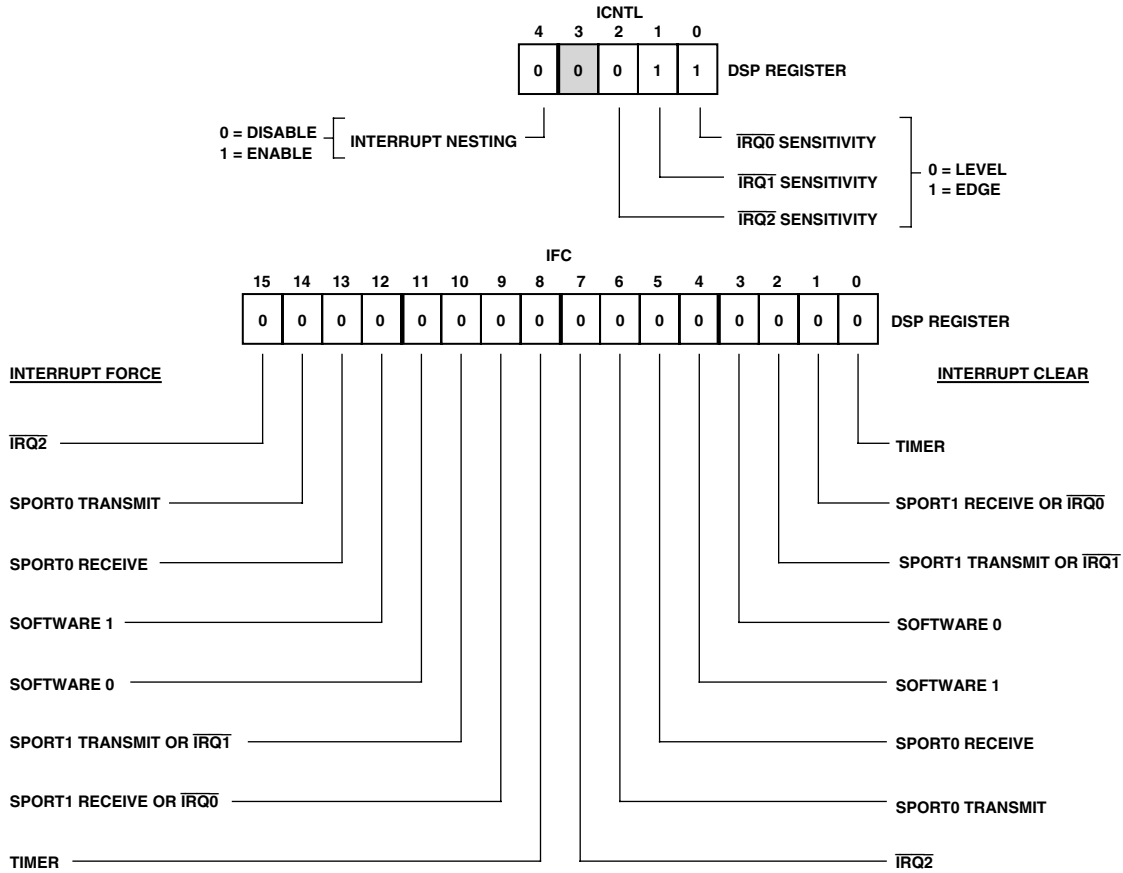 ICNTL
4 3 2 1 0
0 0 0 1 1 DSP REGISTER
0 = DISABLE
1 = ENABLE
INTERRUPT NESTING
IRQ0 SENSITIVITY
IRQ1 SENSITIVITY
IRQ2 SENSITIVITY
0 = LEVEL
1 = EDGE
IFC
15 14 13 12 11 10 9 8 7 6 5 4 3 2 1 0
0 0 0 0 0 0 0 0 0 0 0 0 0 0 0 0 DSP REGISTER
INTERRUPT FORCE
IRQ2
SPORT0 TRANSMIT
SPORT0 RECEIVE
SOFTWARE 1
SOFTWARE 0
SPORT1 TRANSMIT OR IRQ1
SPORT1 RECEIVE OR IRQ0
TIMER
INTERRUPT CLEAR
TIMER
SPORT1 RECEIVE OR IRQ0
SPORT1 TRANSMIT OR IRQ1
SOFTWARE 0
SOFTWARE 1
SPORT0 RECEIVE
SPORT0 TRANSMIT
IRQ2